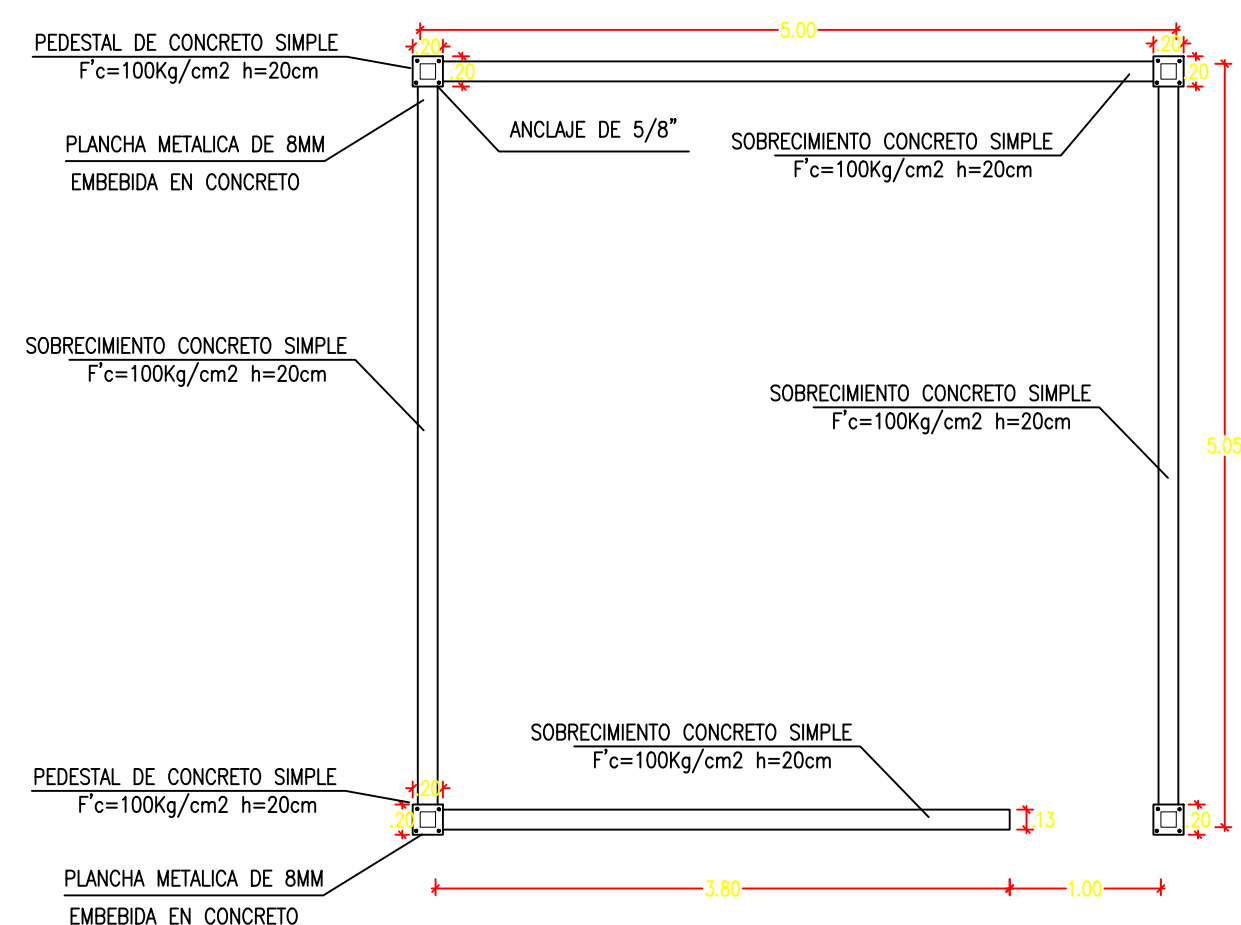 5.00
PEDESTAL DE CONCRETO SIMPLE
F'c=100Kg/cm2 h=20cm
.20
.20
.20
.20
ANCLAJE DE 5/8"
PLANCHA METALICA DE 8MM
EMBEBIDA EN CONCRETO
SOBRECIMIENTO CONCRETO SIMPLE
F'c=100Kg/cm2 h=20cm
SOBRECIMIENTO CONCRETO SIMPLE
F'c=100Kg/cm2 h=20cm
SOBRECIMIENTO CONCRETO SIMPLE
F'c=100Kg/cm2 h=20cm
5.05
SOBRECIMIENTO CONCRETO SIMPLE
F'c=100Kg/cm2 h=20cm
PEDESTAL DE CONCRETO SIMPLE
F'c=100Kg/cm2 h=20cm
.20
.20
.13
.20
PLANCHA METALICA DE 8MM
EMBEBIDA EN CONCRETO
3.80
1.00